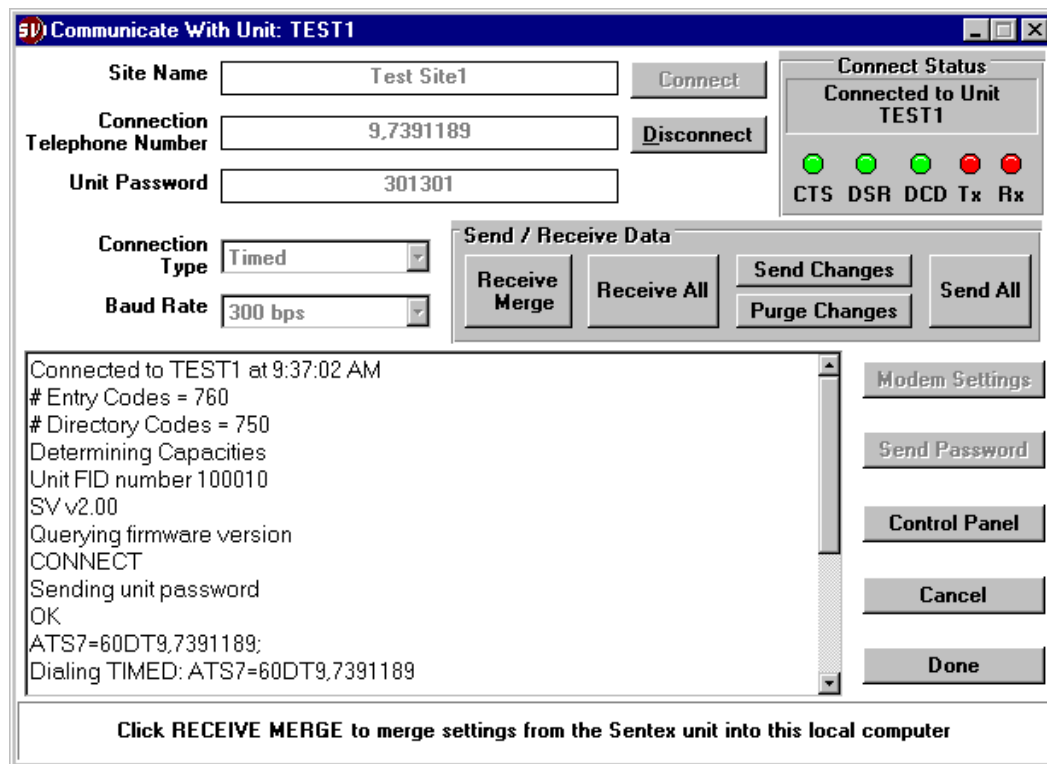 SV Communicate With Unit: TEST1
Site Name
Test Site1
Connect
Connection
Telephone Number
9,7391189
Disconnect
Unit Password
301301
Connect Status
Connected to Unit
TEST1
CTS DSR DCD Tx Rx
Connection
Type
Timed
Baud Rate
300 bps
Send / Receive Data
Receive
Merge
Receive All
Send Changes
Purge Changes
Send All
Connected to TEST1 at 9:37:02 AM
# Entry Codes = 760
# Directory Codes = 750
Determining Capacities
Unit FID number 100010
SV v2.00
Querying firmware version
CONNECT
Sending unit password
OK
ATS7=60DT9,7391189;
Dialing TIMED: ATS7=60DT9,7391189
Modem Settings
Send Password
Control Panel
Cancel
Done
Click RECEIVE MERGE to merge settings from the Sentex unit into this local computer